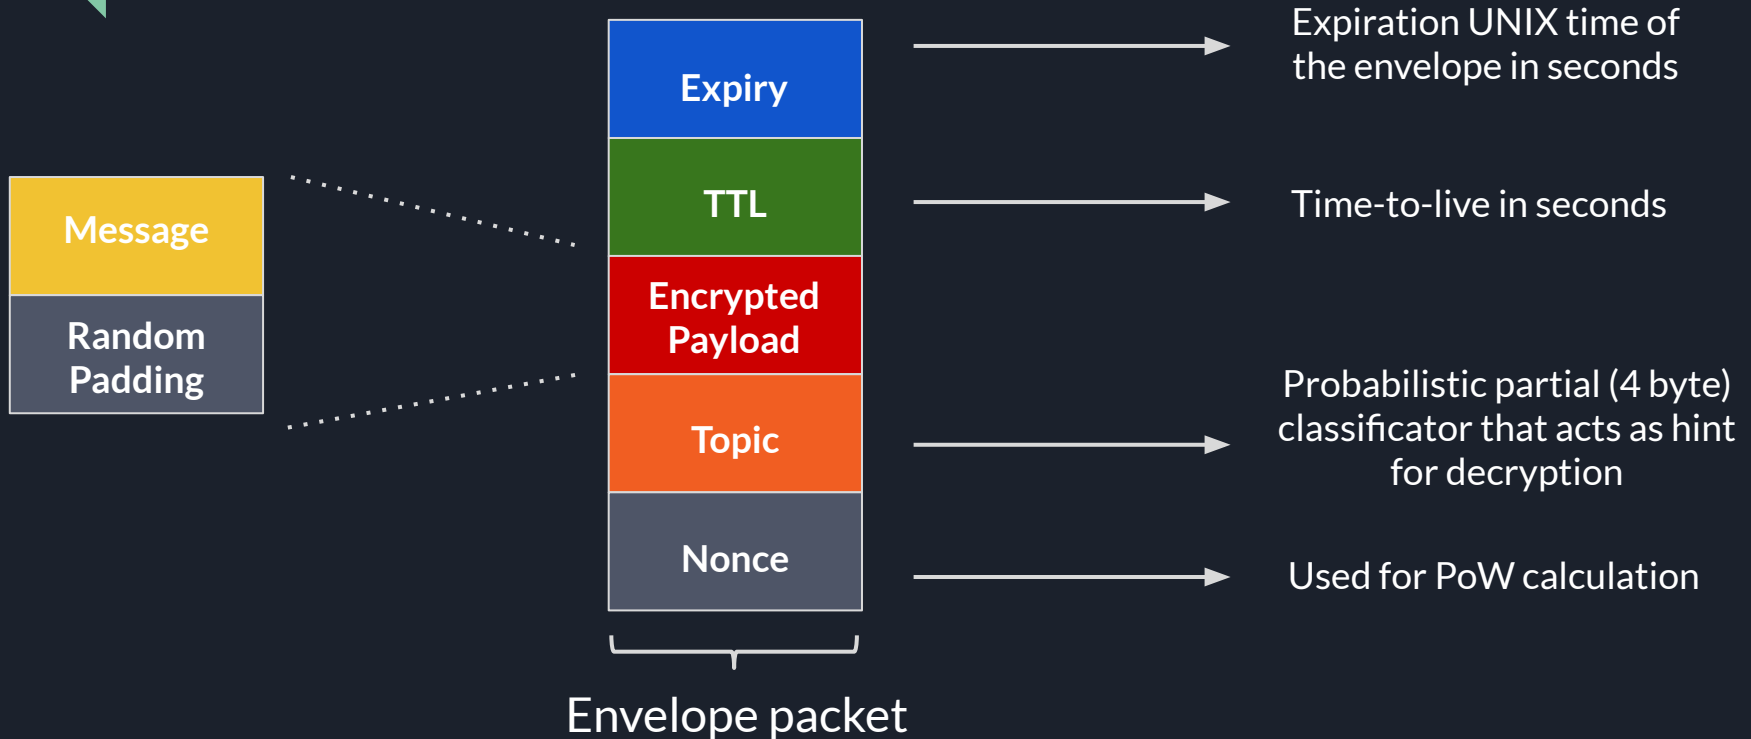 Expiry
Expiration UNIX time of
the envelope in seconds
TTL
Time-to-live in seconds
Message
Random
Padding
Encrypted
Payload
Topic
Probabilistic partial (4 byte)
classificator that acts as hint
for decryption
Nonce
Used for PoW calculation
Envelope packet